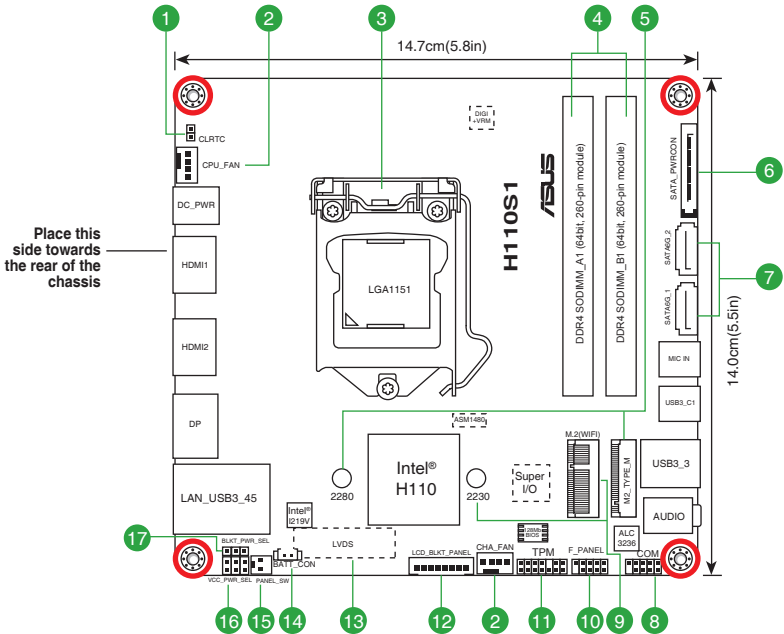 1
2
3
4
5
14.7cm(5.8in)
CLRTC
CPU_FAN
DC_PWR
Place this
side towards
the rear of the
chassis
HDMI1
HDMI2
DP
LAN_USB3_45
DIGI
+VRM
LGA1151
H110S1
ASUS
DDR4 SODIMM_A1 (64bit, 260-pin module)
DDR4 SODIMM_B1 (64bit, 260-pin module)
SATA_PWRCON
6
SATA6G_2
7
SATA6G_1
14.0cm(5.5in)
MIC IN
USB3_C1
ASM1480
M.2(WIFI)
M2_TYPE_M
USB3_3
Intel®
H110
2280
2230
Super
I/O
Intel®
I219V
128Mb
BIOS
AUDIO
ALC
3236
17
BLKT_PWR_SEL
LVDS
BATT_CON
LCD_BLKT_PANEL
CHA_FAN
TPM
F_PANEL
COM
VCC_PWR_SEL
PANEL_SW
16
15
14
13
12
2
11
10
9
8